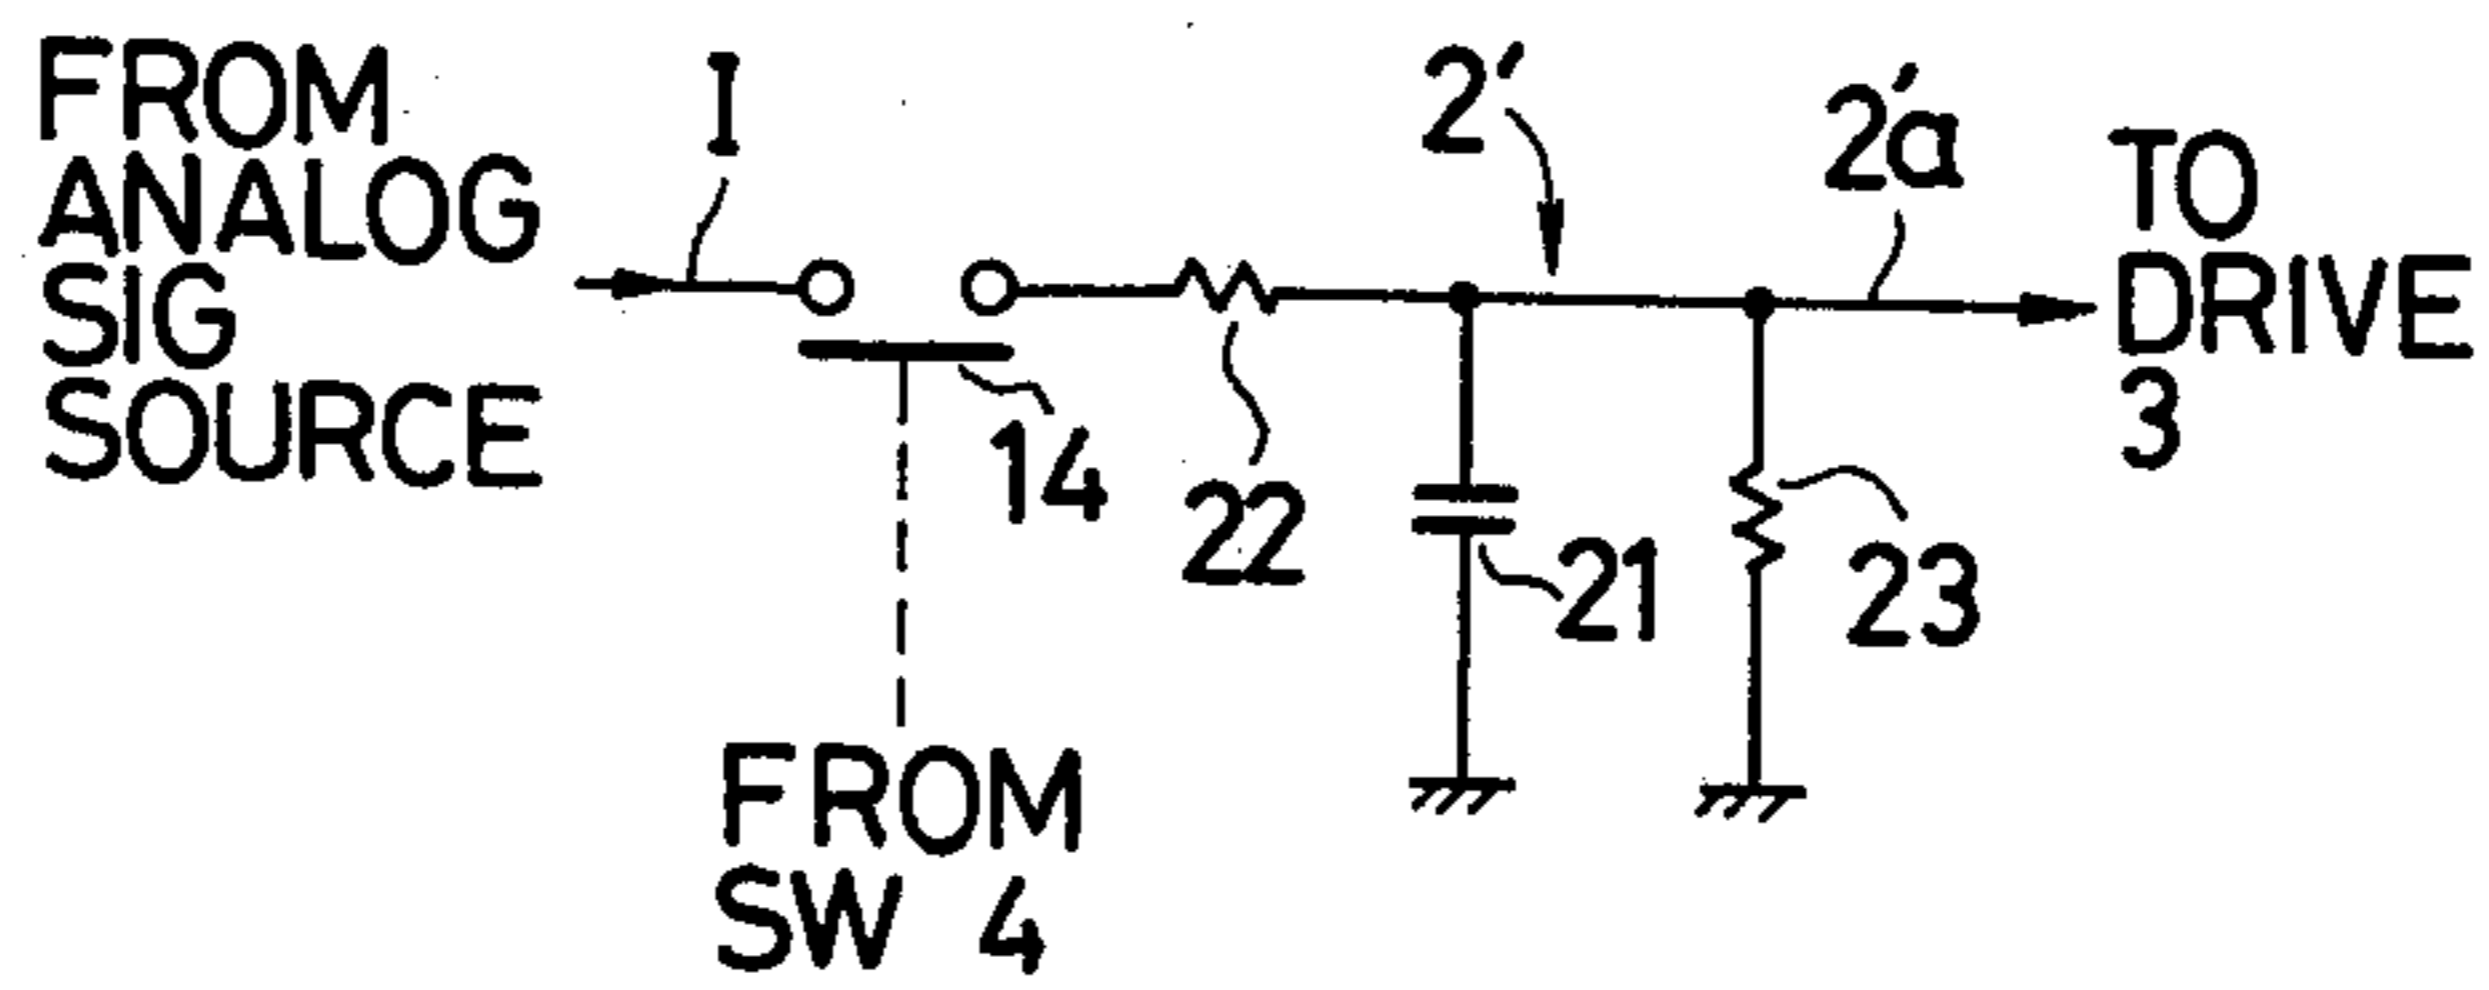 FROM
ANALOG
SIG
SOURCE
I
2'
2'a
TO
DRIVE
3
14
22
21
23
FROM
SW 4